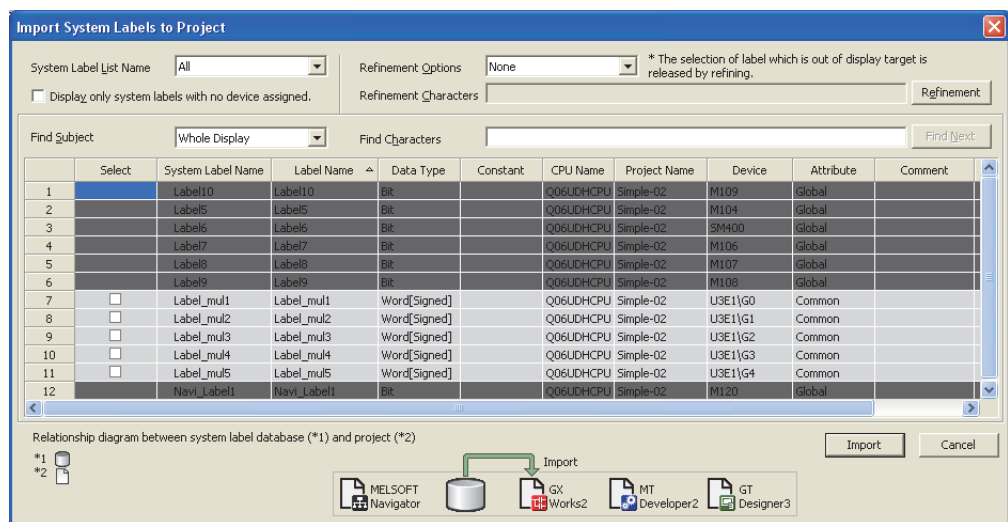 Import System Labels to Project
System Label List Name All Refinement Options None * The selection of label which is out of display target is released by refining.
Display only system labels with no device assigned. Refinement Characters Refinement
Find Subject Whole Display Find Characters Find Next
Select System Label Name Label Name Data Type Constant CPU Name Project Name Device Attribute Comment
1 Label10 Label10 Bit Q06UDHCPU Simple-02 M109 Global
2 Label5 Label5 Bit Q06UDHCPU Simple-02 M104 Global
3 Label6 Label6 Bit Q06UDHCPU Simple-02 SM400 Global
4 Label7 Label7 Bit Q06UDHCPU Simple-02 M106 Global
5 Label8 Label8 Bit Q06UDHCPU Simple-02 M107 Global
6 Label9 Label9 Bit Q06UDHCPU Simple-02 M108 Global
7 Label_mul1 Label_mul1 Word[Signed] Q06UDHCPU Simple-02 U3E1\G0 Common
8 Label_mul2 Label_mul2 Word[Signed] Q06UDHCPU Simple-02 U3E1\G1 Common
9 Label_mul3 Label_mul3 Word[Signed] Q06UDHCPU Simple-02 U3E1\G2 Common
10 Label_mul4 Label_mul4 Word[Signed] Q06UDHCPU Simple-02 U3E1\G3 Common
11 Label_mul5 Label_mul5 Word[Signed] Q06UDHCPU Simple-02 U3E1\G4 Common
12 Navi_Label1 Navi_Label1 Bit Q06UDHCPU Simple-02 M120 Global
Relationship diagram between system label database (*1) and project (*2) Import Cancel
*1
*2
Import
MELSOFT Navigator GX Works2 MT Developer2 GT Designer3